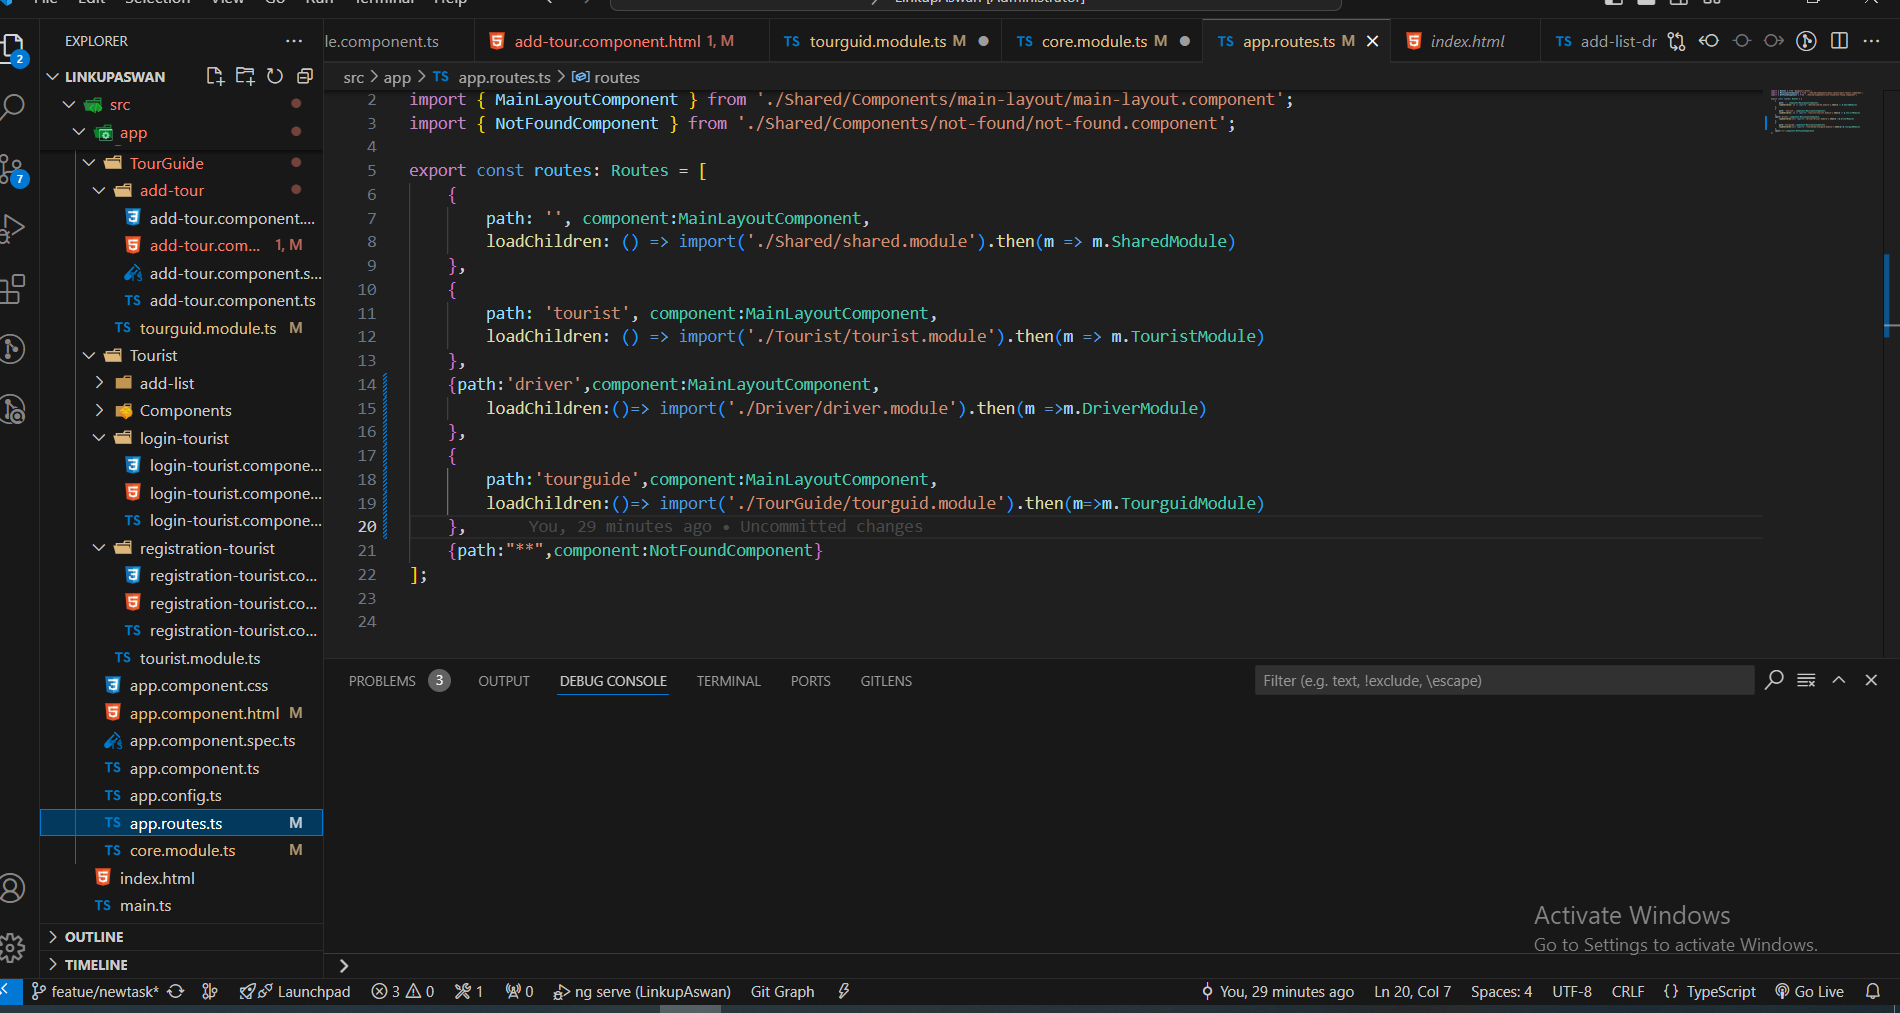 EXPLORER
LINKUPASWAN
src
app
TourGuide
add-tour
add-tour.component....
add-tour.com... 1, M
add-tour.component.s...
add-tour.component.ts
tourguid.module.ts M
Tourist
add-list
Components
login-tourist
login-tourist.compone...
login-tourist.compone...
login-tourist.compone...
registration-tourist
registration-tourist.co...
registration-tourist.co...
registration-tourist.co...
tourist.module.ts
app.component.css
app.component.html M
app.component.spec.ts
app.component.ts
app.config.ts
app.routes.ts M
core.module.ts M
index.html
main.ts
OUTLINE
TIMELINE
2
7
le.component.ts add-tour.component.html 1, M tourguid.module.ts M core.module.ts M app.routes.ts M index.html add-list-dr
src > app > TS app.routes.ts > routes
2 import { MainLayoutComponent } from './Shared/Components/main-layout/main-layout.component';
3 import { NotFoundComponent } from './Shared/Components/not-found/not-found.component';
4
5 export const routes: Routes = [
6 {
7 path: '', component:MainLayoutComponent,
8 loadChildren: () => import('./Shared/shared.module').then(m => m.SharedModule)
9 },
10 {
11 path: 'tourist', component:MainLayoutComponent,
12 loadChildren: () => import('./Tourist/tourist.module').then(m => m.TouristModule)
13 },
14 {path:'driver',component:MainLayoutComponent,
15 loadChildren:()=> import('./Driver/driver.module').then(m =>m.DriverModule)
16 },
17 {
18 path:'tourguide',component:MainLayoutComponent,
19 loadChildren:()=> import('./TourGuide/tourguid.module').then(m=>m.TourguidModule)
20 }, You, 29 minutes ago • Uncommitted changes
21 {path:"**",component:NotFoundComponent}
22 ];
23
24
PROBLEMS 3 OUTPUT DEBUG CONSOLE TERMINAL PORTS GITLENS Filter (e.g. text, !exclude, \escape)
Activate Windows
Go to Settings to activate Windows.
featue/newtask* Launchpad 3 0 1 0 ng serve (LinkupAswan) Git Graph You, 29 minutes ago Ln 20, Col 7 Spaces: 4 UTF-8 CRLF {} TypeScript Go Live